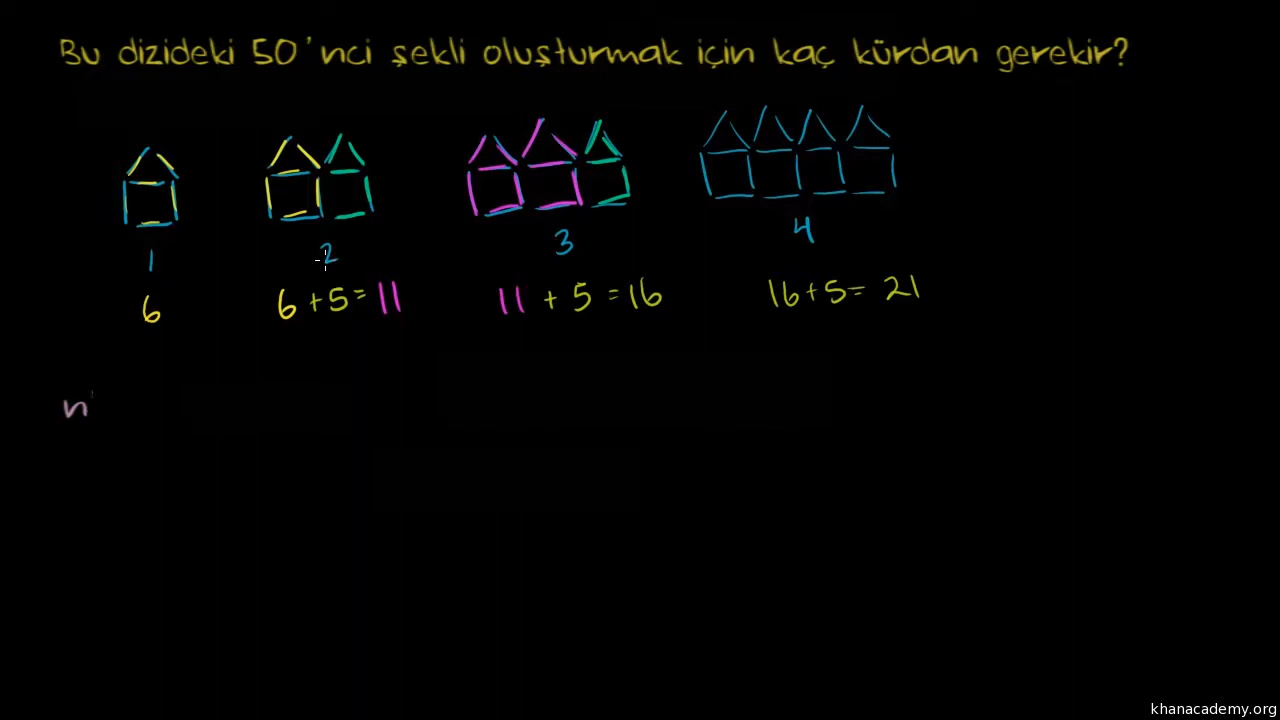 Bu dizideki 50'nci şekli oluşturmak için kaç kürdan gerekir?
1 2 3 4
6 6+5=11 11 + 5 =16 16+5= 21
n
khanacademy.org